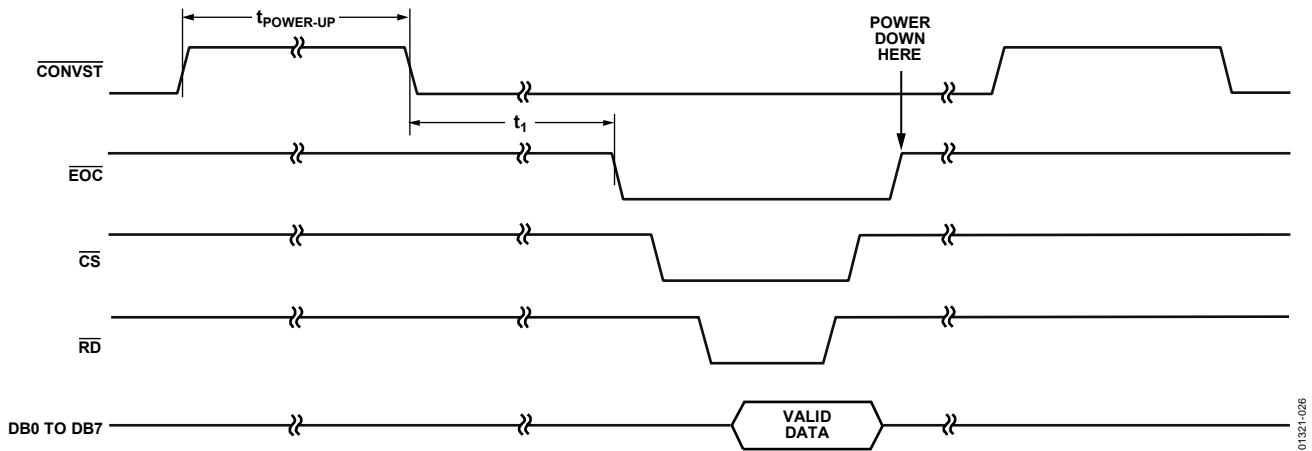 tPOWER-UP
POWER
DOWN
HERE
CONVST
t1
EOC
CS
RD
DB0 TO DB7
VALID
DATA
01321-026